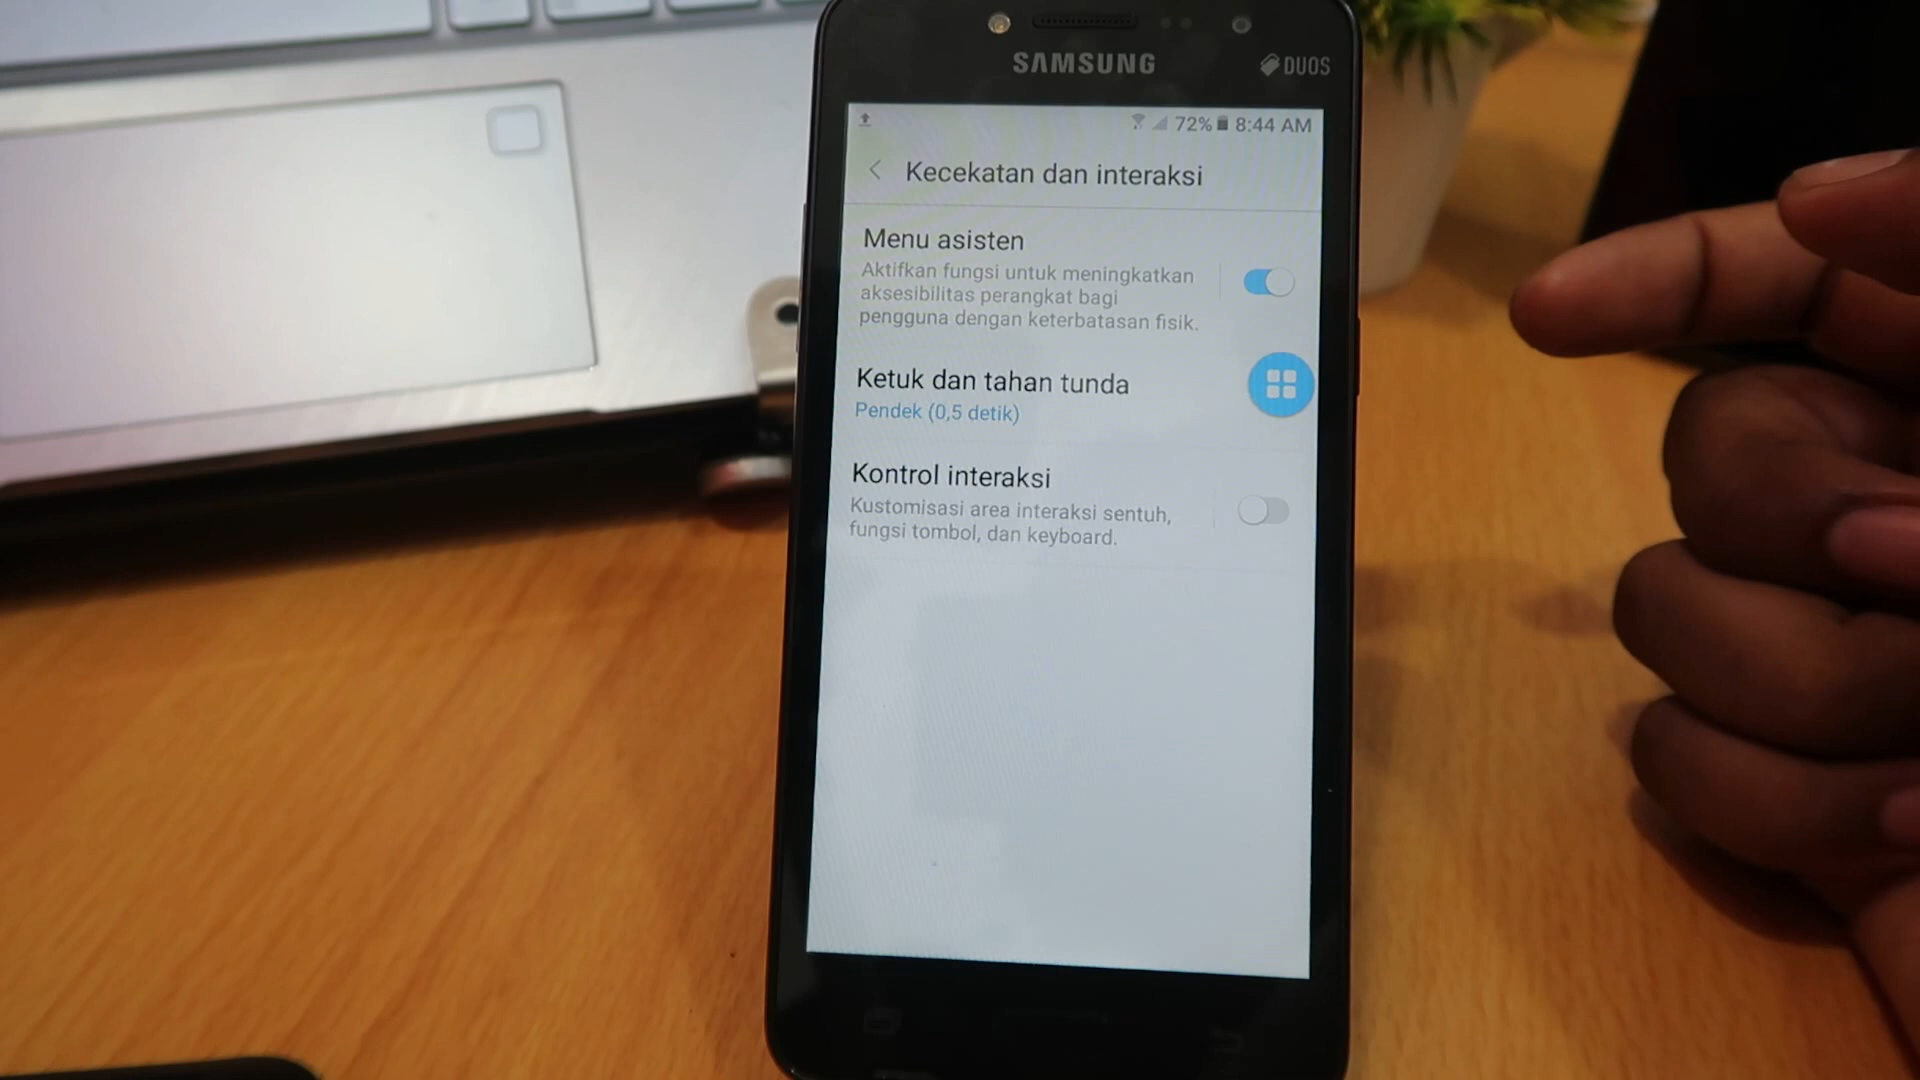 SAMSUNG
DUOS
72% 8:44 AM
Kecekatan dan interaksi
Menu asisten
Aktifkan fungsi untuk meningkatkan
aksesibilitas perangkat bagi
pengguna dengan keterbatasan fisik.
Ketuk dan tahan tunda
Pendek (0,5 detik)
Kontrol interaksi
Kustomisasi area interaksi sentuh,
fungsi tombol, dan keyboard.